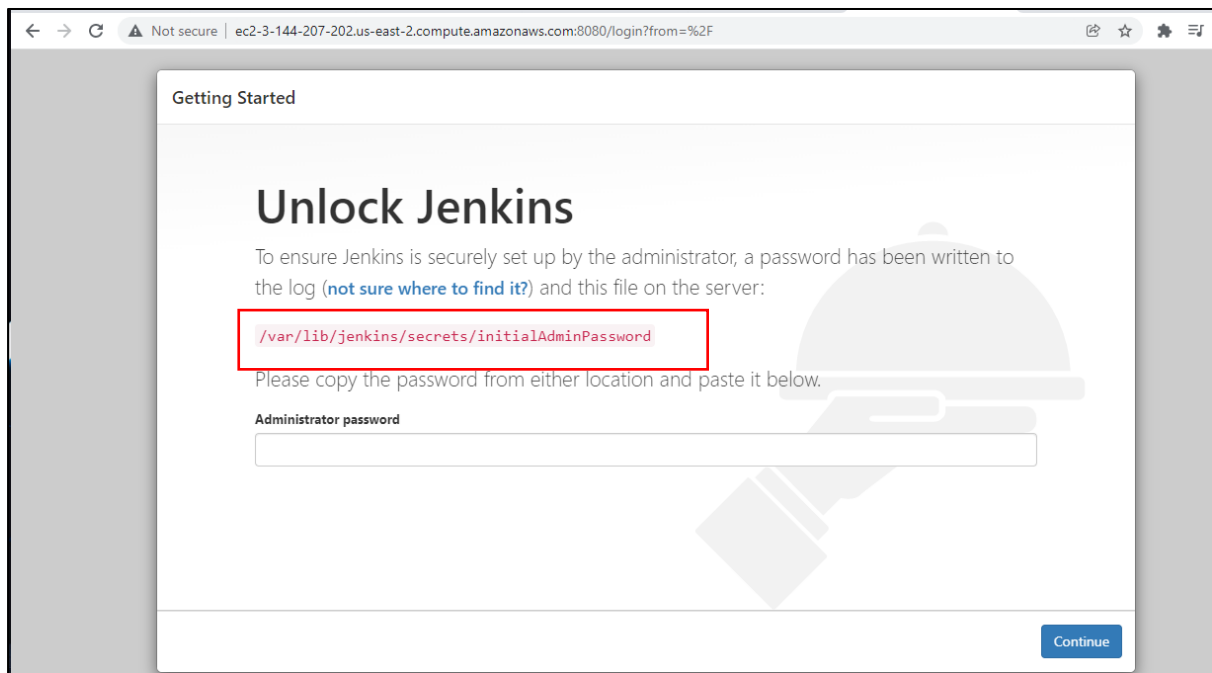 Not secure | ec2-3-144-207-202.us-east-2.compute.amazonaws.com:8080/login?from=%2F
Getting Started
Unlock Jenkins
To ensure Jenkins is securely set up by the administrator, a password has been written to
the log (not sure where to find it?) and this file on the server:
/var/lib/jenkins/secrets/initialAdminPassword
Please copy the password from either location and paste it below.
Administrator password
Continue